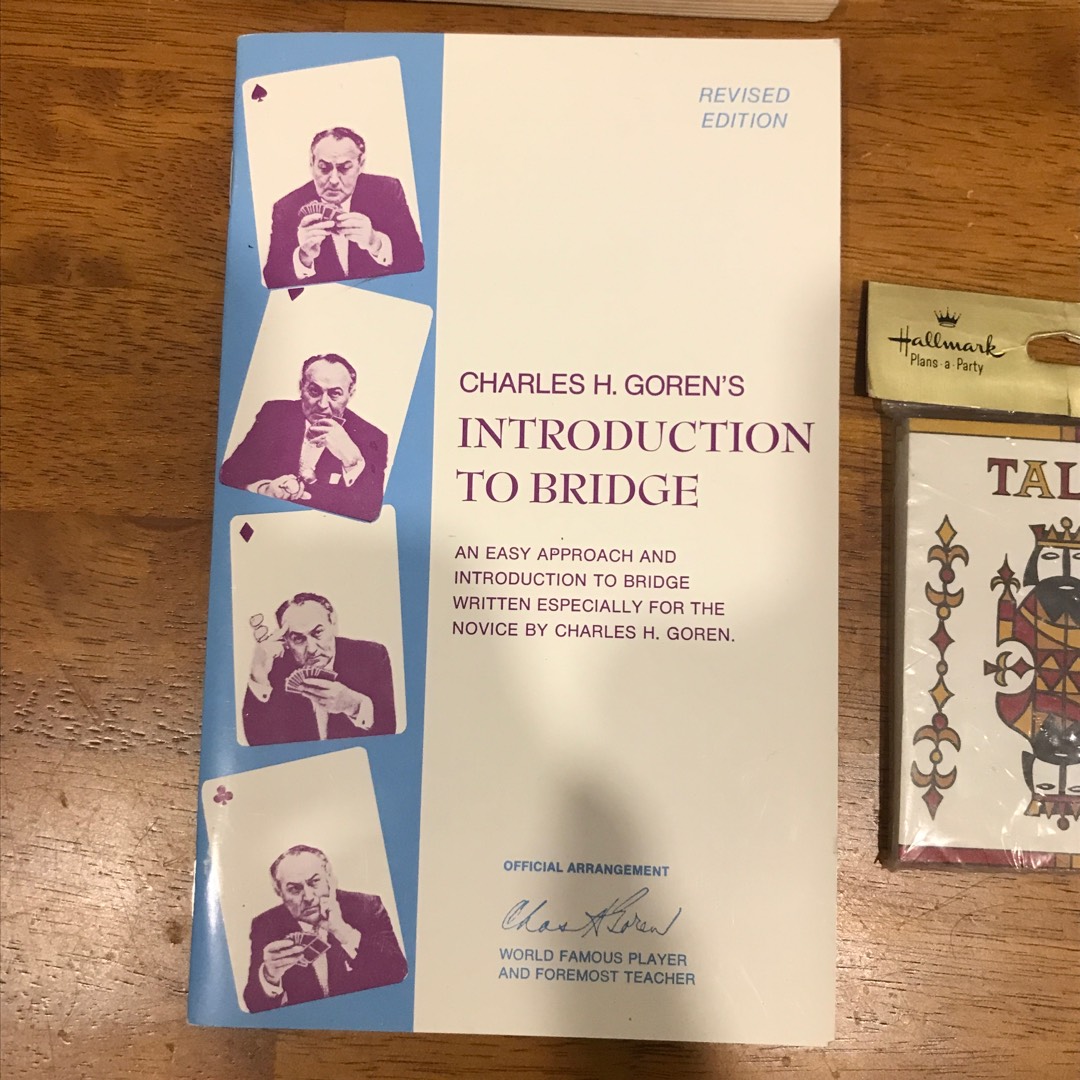 REVISED
EDITION
CHARLES H. GOREN'S
INTRODUCTION
TO BRIDGE
AN EASY APPROACH AND
INTRODUCTION TO BRIDGE
WRITTEN ESPECIALLY FOR THE
NOVICE BY CHARLES H. GOREN.
OFFICIAL ARRANGEMENT
Chas H Goren
WORLD FAMOUS PLAYER
AND FOREMOST TEACHER
Hallmark
Plans-a-Party
TAL